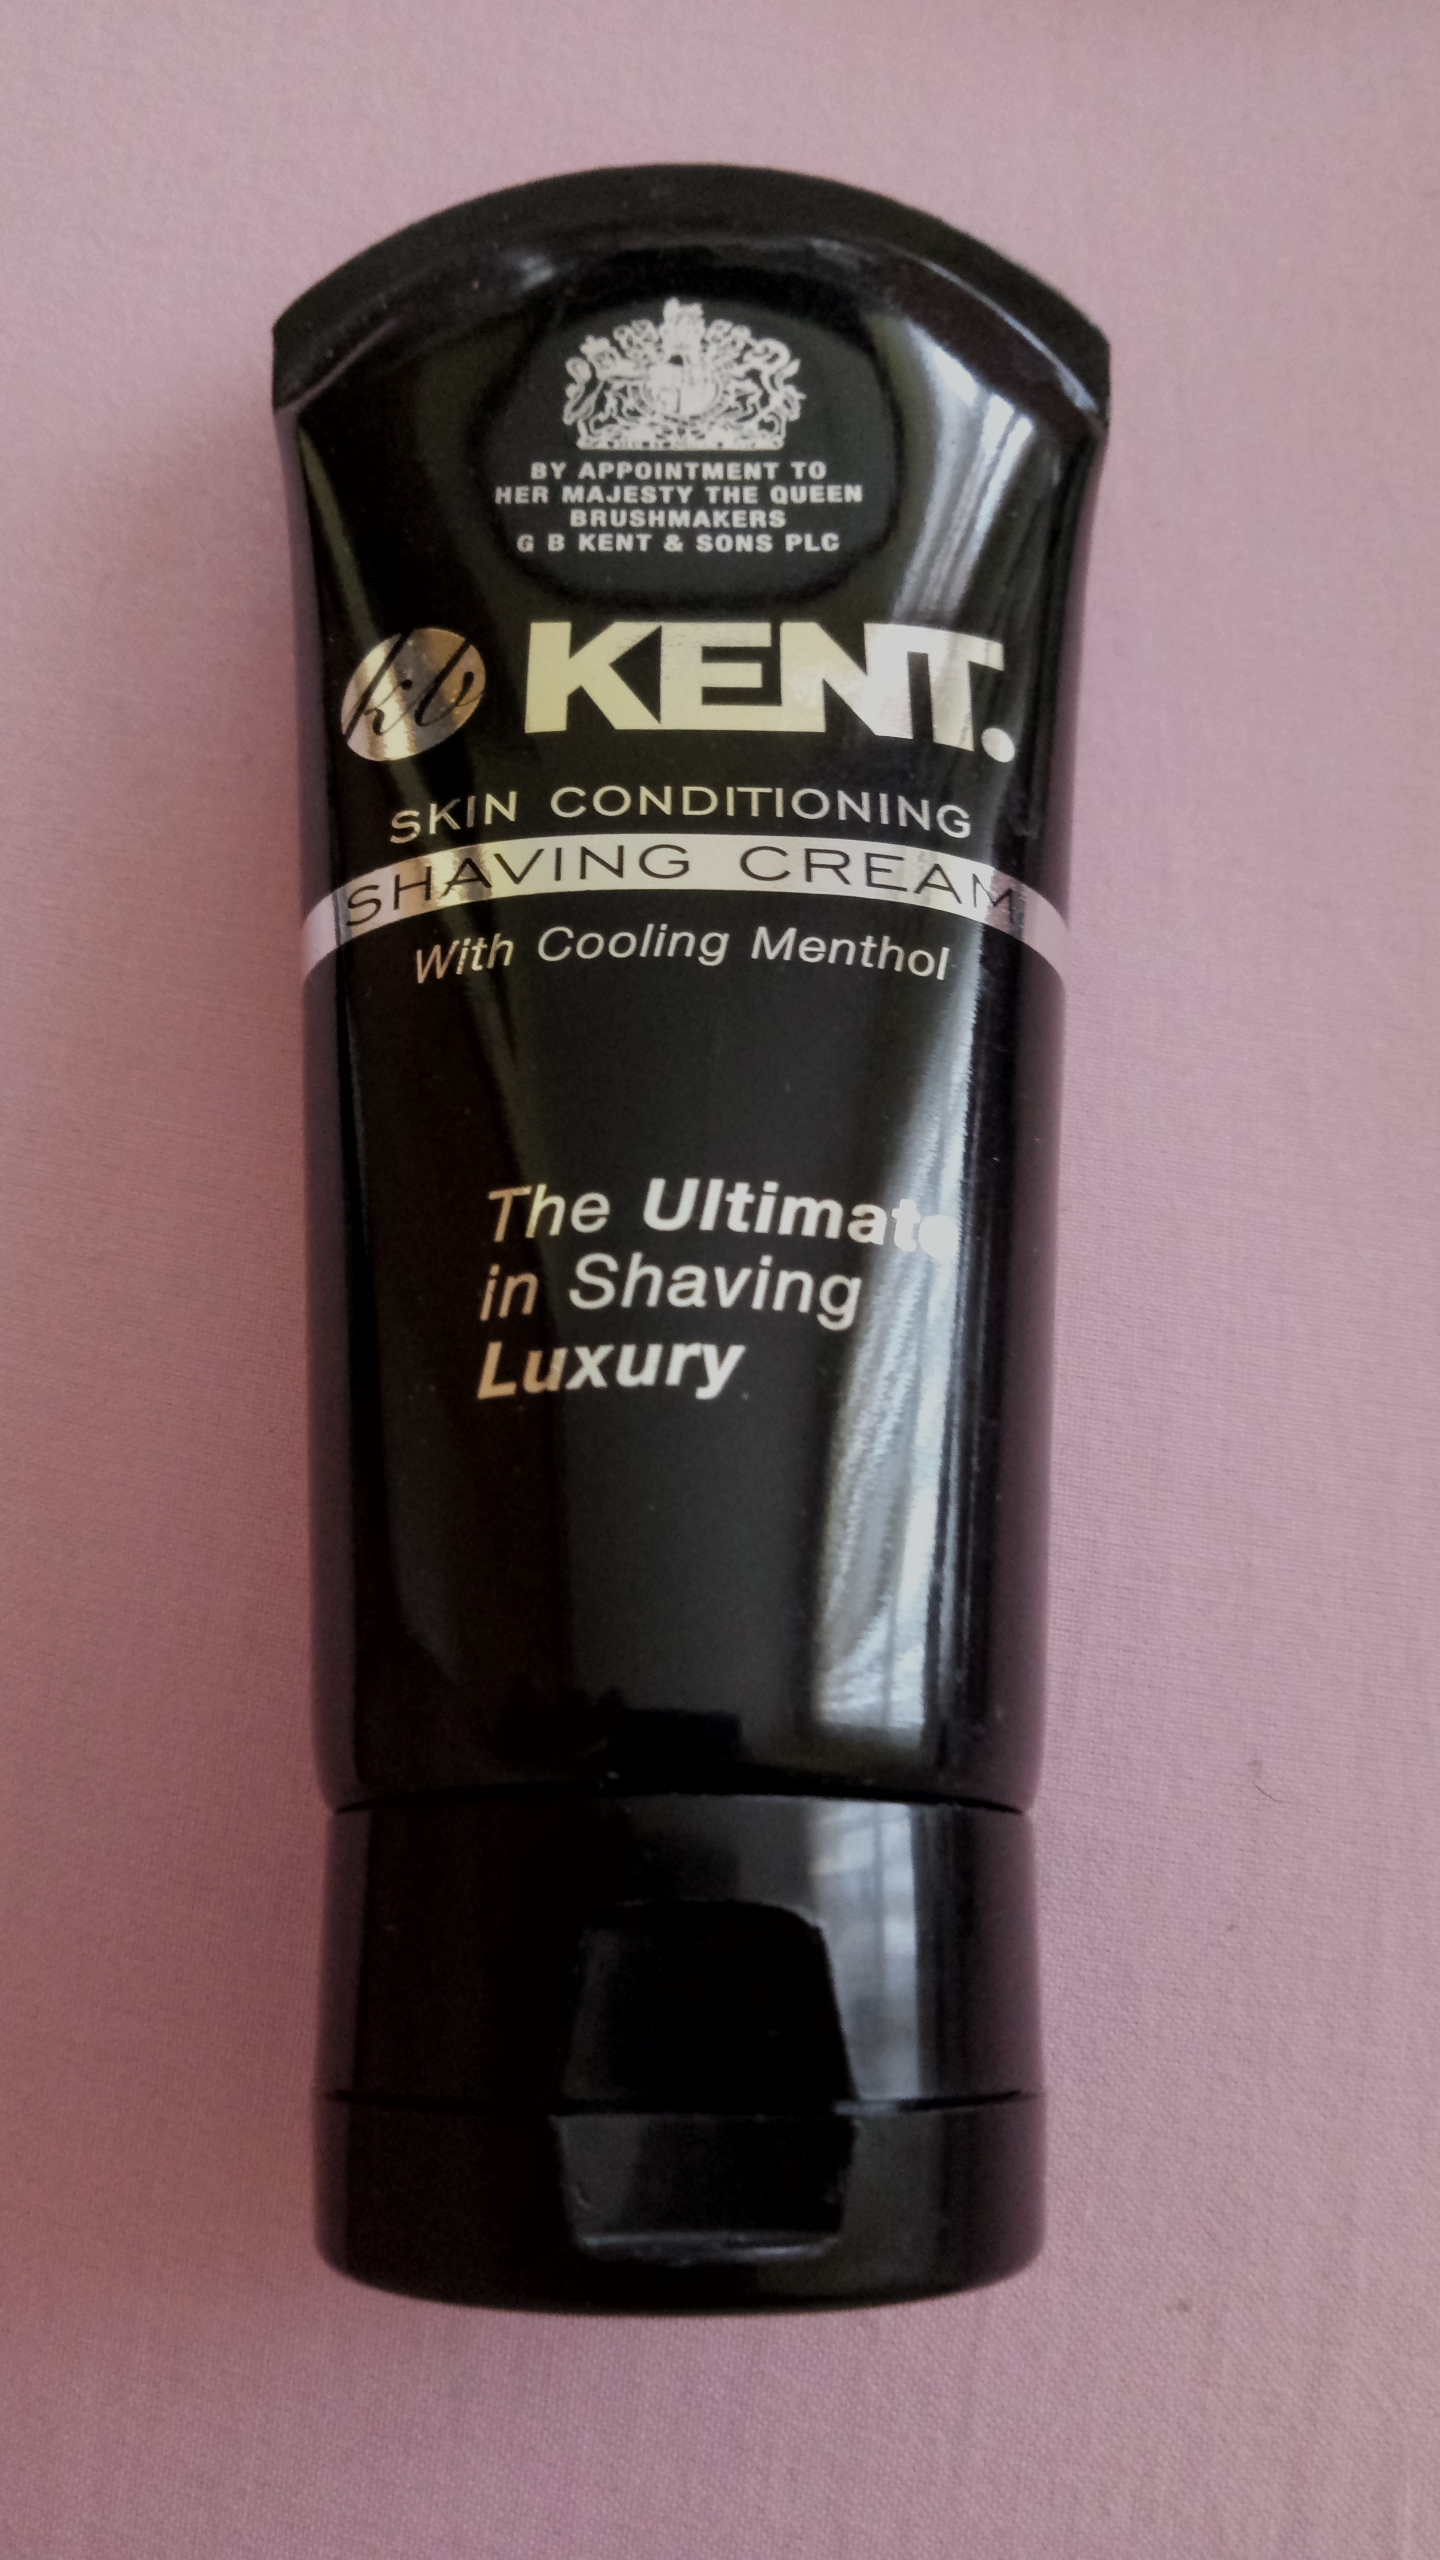 BY APPOINTMENT TO
HER MAJESTY THE QUEEN
BRUSHMAKERS
G B KENT & SONS PLC
kb KENT.
SKIN CONDITIONING
SHAVING CREAM
With Cooling Menthol
The Ultimate
in Shaving
Luxury